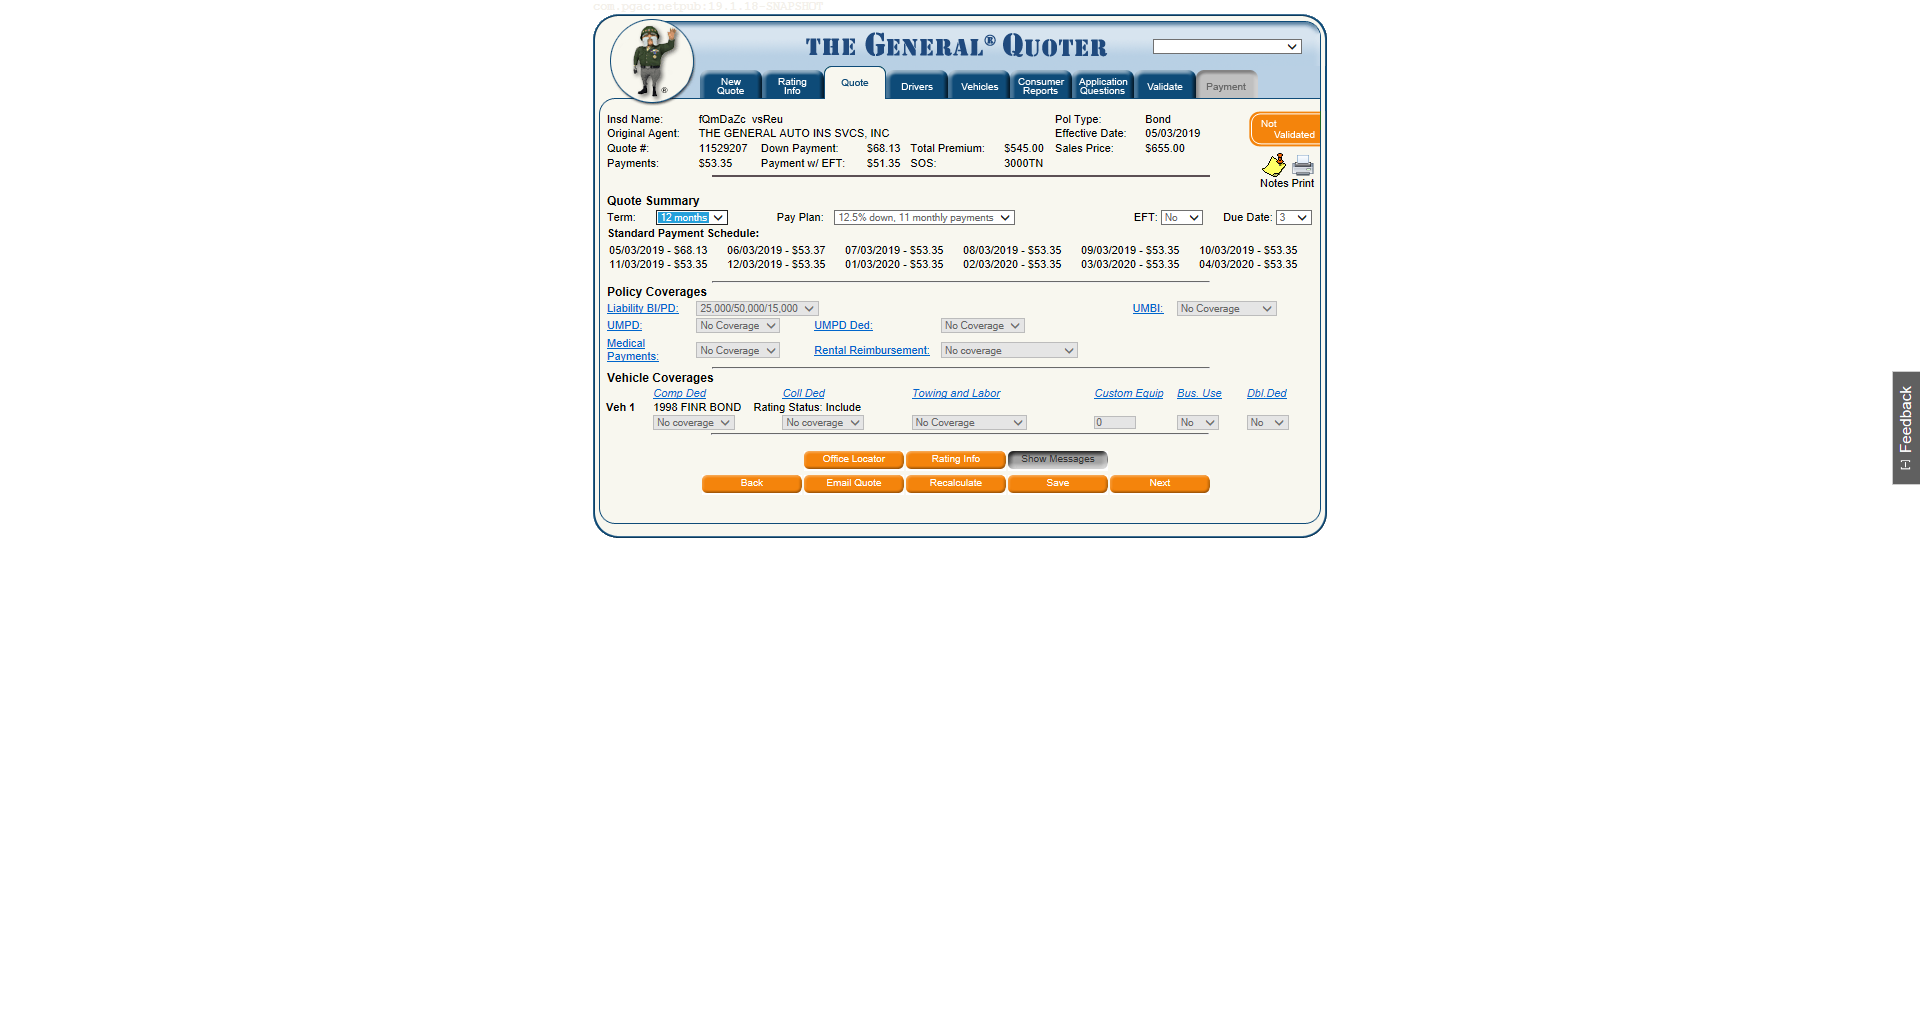 com.pgac:netpub:19.1.18-SNAPSHOT
THE GENERAL® QUOTER
New Quote
Rating Info
Quote
Drivers
Vehicles
Consumer Reports
Application Questions
Validate
Payment
Insd Name: fQmDaZc vsReu Pol Type: Bond
Not Validated
Original Agent: THE GENERAL AUTO INS SVCS, INC Effective Date: 05/03/2019
Quote #: 11529207 Down Payment: $68.13 Total Premium: $545.00 Sales Price: $655.00
Payments: $53.35 Payment w/ EFT: $51.35 SOS: 3000TN
Notes Print
Quote Summary
Term: 12 months Pay Plan: 12.5% down, 11 monthly payments EFT: No Due Date: 3
Standard Payment Schedule:
05/03/2019 - $68.13 06/03/2019 - $53.37 07/03/2019 - $53.35 08/03/2019 - $53.35 09/03/2019 - $53.35 10/03/2019 - $53.35
11/03/2019 - $53.35 12/03/2019 - $53.35 01/03/2020 - $53.35 02/03/2020 - $53.35 03/03/2020 - $53.35 04/03/2020 - $53.35
Policy Coverages
Liability BI/PD: 25,000/50,000/15,000 UMBI: No Coverage
UMPD: No Coverage UMPD Ded: No Coverage
Medical Payments: No Coverage Rental Reimbursement: No coverage
Vehicle Coverages
Comp Ded Coll Ded Towing and Labor Custom Equip Bus. Use Dbl.Ded
Veh 1 1998 FINR BOND Rating Status: Include
No coverage No coverage No Coverage 0 No No
Office Locator Rating Info Show Messages
Back Email Quote Recalculate Save Next
[-] Feedback